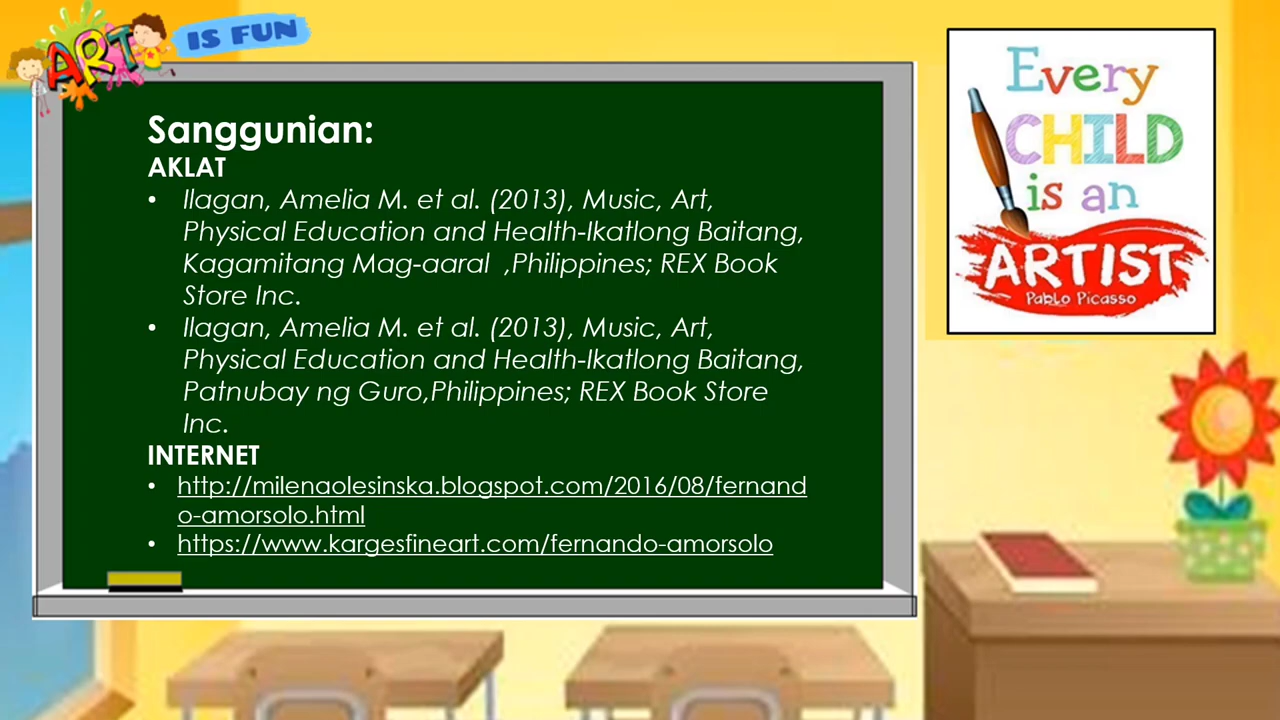 ART IS FUN
Sanggunian:
AKLAT
• Ilagan, Amelia M. et al. (2013), Music, Art,
Physical Education and Health-Ikatlong Baitang,
Kagamitang Mag-aaral  ,Philippines; REX Book
Store Inc.
• Ilagan, Amelia M. et al. (2013), Music, Art,
Physical Education and Health-Ikatlong Baitang,
Patnubay ng Guro,Philippines; REX Book Store
Inc.
INTERNET
• http://milenaolesinska.blogspot.com/2016/08/fernand
o-amorsolo.html
• https://www.kargesfineart.com/fernando-amorsolo
Every
CHILD
is an
ARTIST
Pablo Picasso